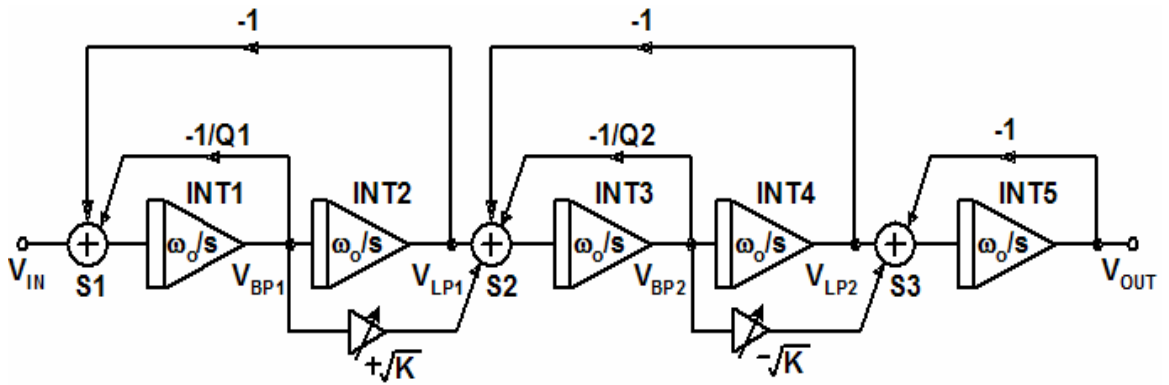 -1
-1
-1/Q1
-1/Q2
-1
INT1
INT2
INT3
INT4
INT5
+
ωo/s
ωo/s
+
ωo/s
ωo/s
+
ωo/s
VIN
S1
VBP1
VLP1
S2
VBP2
VLP2
S3
VOUT
+√K
-√K